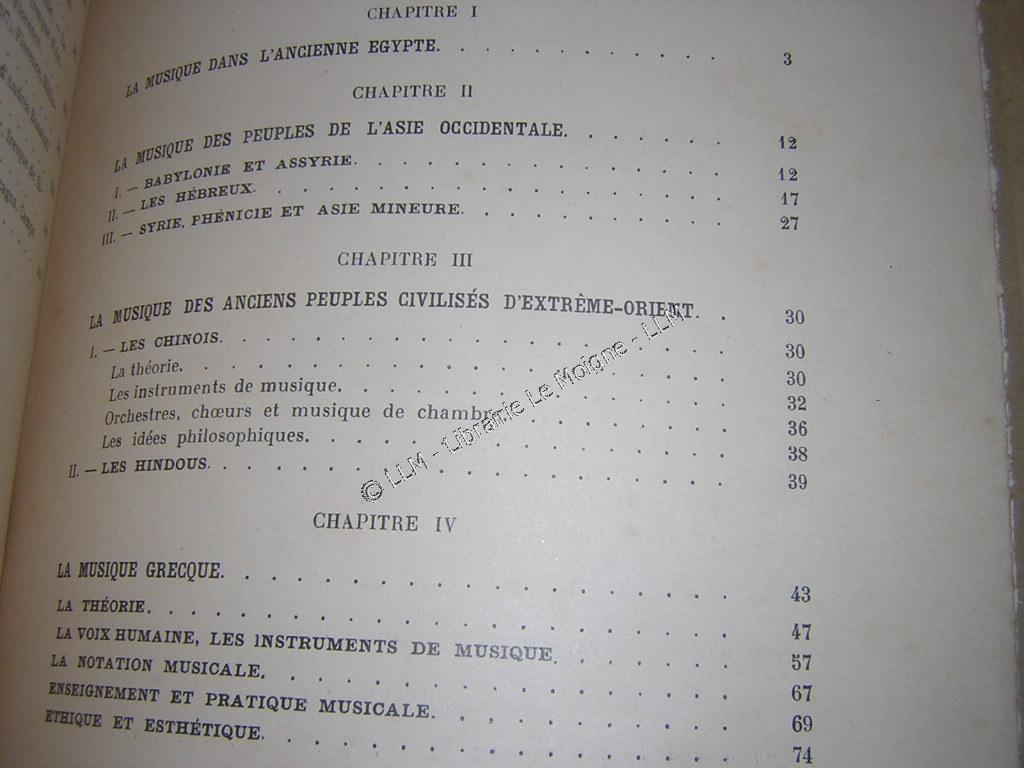 CHAPITRE I
LA MUSIQUE DANS L'ANCIENNE EGYPTE. . . . . . . . . . . . 3
CHAPITRE II
LA MUSIQUE DES PEUPLES DE L'ASIE OCCIDENTALE. . . . . . . 12
I. — BABYLONIE ET ASSYRIE. . . . . . . . . . . . . . . . 12
II. — LES HÉBREUX. . . . . . . . . . . . . . . . . . . . 17
III. — SYRIE, PHÉNICIE ET ASIE MINEURE. . . . . . . . . . 27
CHAPITRE III
LA MUSIQUE DES ANCIENS PEUPLES CIVILISÉS D'EXTRÊME-ORIENT. . 30
I. — LES CHINOIS. . . . . . . . . . . . . . . . . . . . 30
La théorie. . . . . . . . . . . . . . . . . . . . . . 30
Les instruments de musique. . . . . . . . . . . . . . . 32
Orchestres, chœurs et musique de chambre. . . . . . . . 36
Les idées philosophiques. . . . . . . . . . . . . . . . 38
II. — LES HINDOUS. . . . . . . . . . . . . . . . . . . . 39
CHAPITRE IV
LA MUSIQUE GRECQUE. . . . . . . . . . . . . . . . . . . 43
LA THÉORIE. . . . . . . . . . . . . . . . . . . . . . 47
LA VOIX HUMAINE, LES INSTRUMENTS DE MUSIQUE. . . . . . . 57
LA NOTATION MUSICALE. . . . . . . . . . . . . . . . . . 67
ENSEIGNEMENT ET PRATIQUE MUSICALE. . . . . . . . . . . . 69
ETHIQUE ET ESTHÉTIQUE. . . . . . . . . . . . . . . . . 74
© LLM - Librairie Le Moigne - LLM